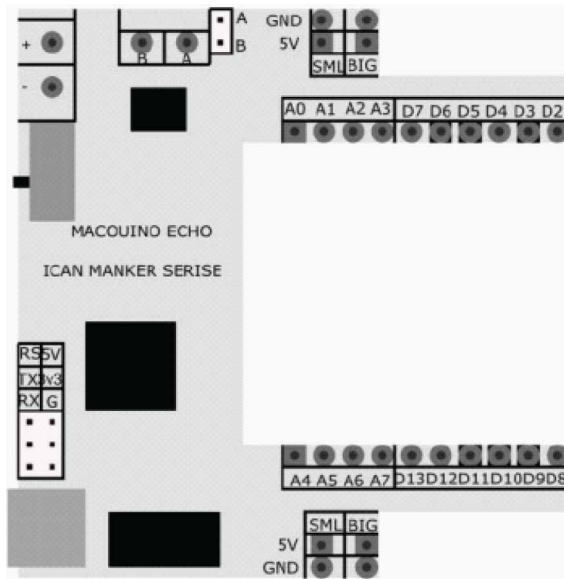 A
B
B A
+
-
GND
5V
SML BIG
A0 A1 A2 A3 D7 D6 D5 D4 D3 D2
MACOUINO ECHO
ICAN MANKER SERISE
RS 5V
TX 3v3
RX G
A4 A5 A6 A7 D13 D12 D11 D10 D9 D8
SML BIG
5V
GND